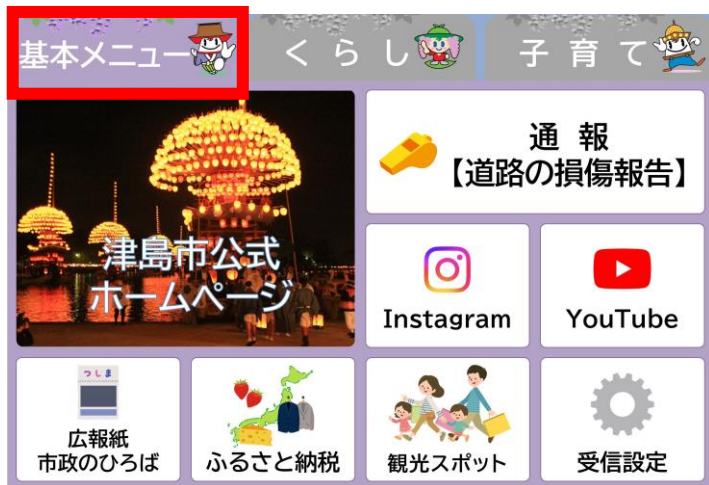 基本メニュー
くらし
子育て
津島市公式
ホームページ
通報
【道路の損傷報告】
Instagram
YouTube
つしま
広報紙
市政のひろば
ふるさと納税
観光スポット
受信設定